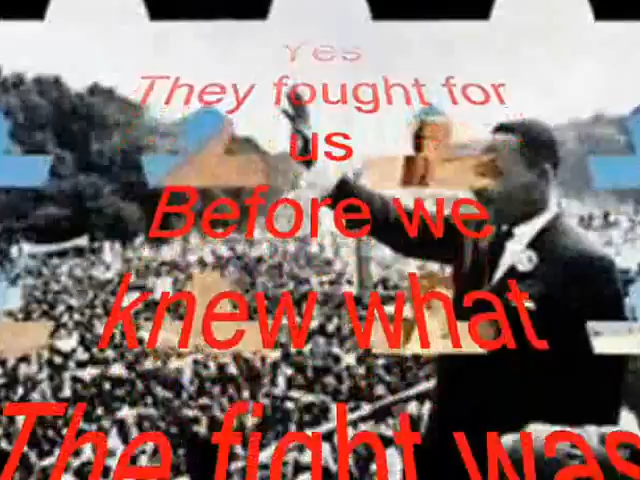 Yes
They fought for
us
Before we
knew what
The fight was